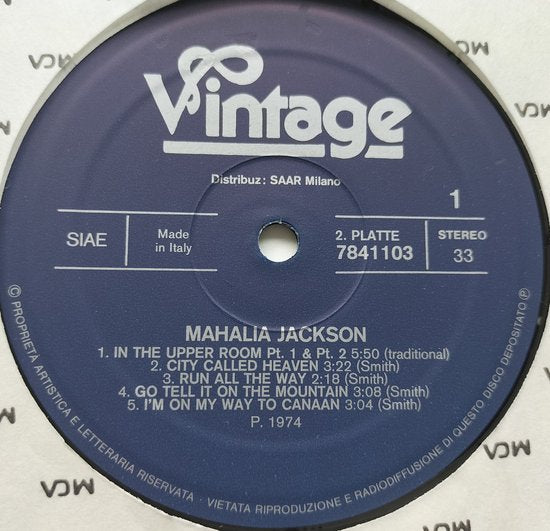 Vintage
Distribuz: SAAR Milano
1
SIAE
Made
in Italy
2. PLATTE
7841103
STEREO
33
MAHALIA JACKSON
1. IN THE UPPER ROOM Pt. 1 & Pt. 2 5:50 (traditional)
2. CITY CALLED HEAVEN 3:22 (Smith)
3. RUN ALL THE WAY 2:18 (Smith)
4. GO TELL IT ON THE MOUNTAIN 3:08 (Smith)
5. I'M ON MY WAY TO CANAAN 3:04 (Smith)
P. 1974
© PROPRIETA ARTISTICA E LETTERARIA RISERVATA - VIETATA RIPRODUZIONE E RADIODIFFUSIONE DI QUESTO DISCO DEPOSITATO ℗
MCA
MCA
MCA
MCA
MCA
MCA